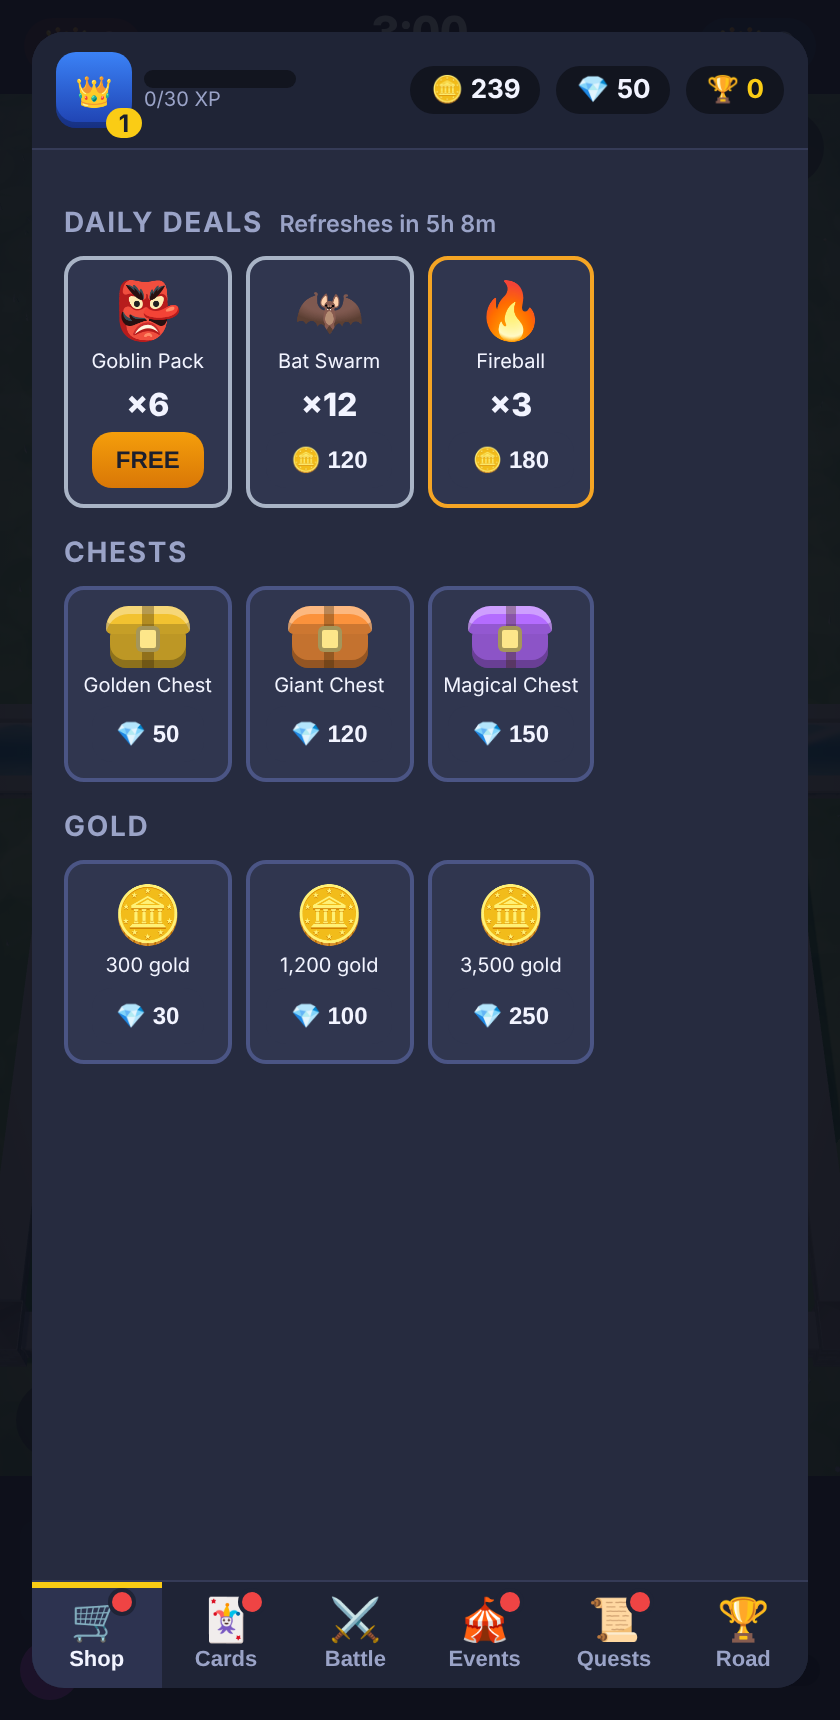 3:00
1
0/30 XP
239
50
0
DAILY DEALS Refreshes in 5h 8m
Goblin Pack
×6
FREE
Bat Swarm
×12
120
Fireball
×3
180
CHESTS
Golden Chest
50
Giant Chest
120
Magical Chest
150
GOLD
300 gold
30
1,200 gold
100
3,500 gold
250
Shop
Cards
Battle
Events
Quests
Road